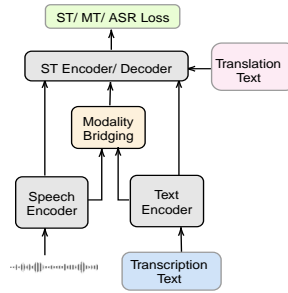 ST/ MT/ ASR Loss
ST Encoder/ Decoder
Translation
Text
Modality
Bridging
Speech
Encoder
Text
Encoder
Transcription
Text